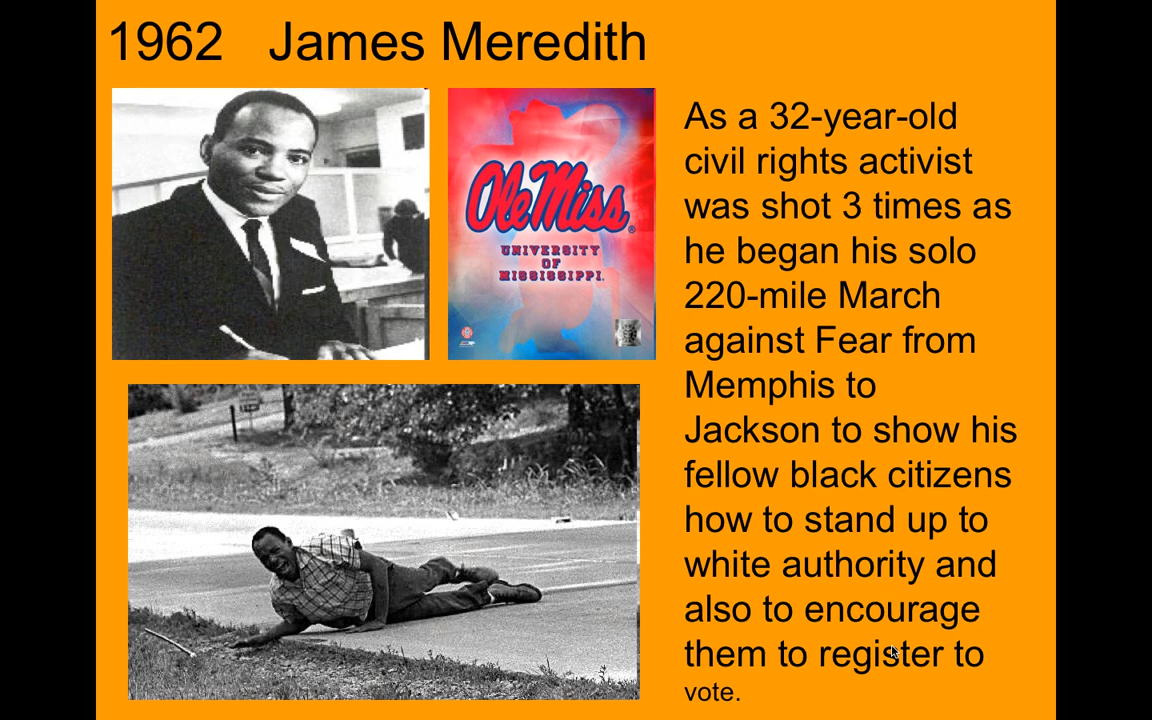 1962   James Meredith
Ole Miss®
UNIVERSITY
OF
MISSISSIPPI.
As a 32-year-old
civil rights activist
was shot 3 times as
he began his solo
220-mile March
against Fear from
Memphis to
Jackson to show his
fellow black citizens
how to stand up to
white authority and
also to encourage
them to register to
vote.